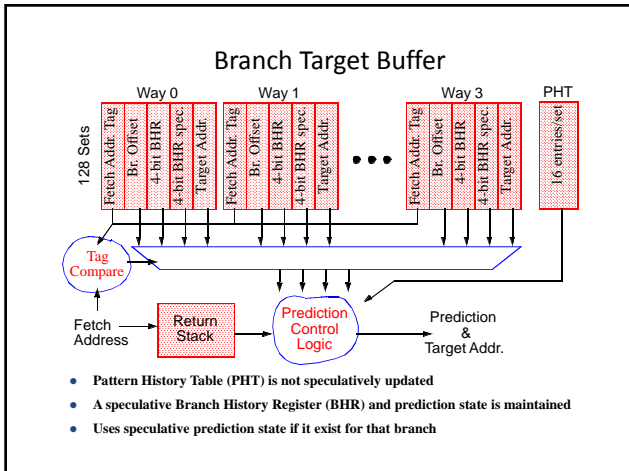 Branch Target Buffer
Way 0
Way 1
Way 3
PHT
128 Sets
Fetch Addr. Tag
Br. Offset
4-bit BHR
4-bit BHR spec.
Target Addr.
Fetch Addr. Tag
Br. Offset
4-bit BHR
4-bit BHR spec.
Target Addr.
Fetch Addr. Tag
Br. Offset
4-bit BHR
4-bit BHR spec.
Target Addr.
16 entries/set
Tag
Compare
Fetch
Address
Return
Stack
Prediction
Control
Logic
Prediction
&
Target Addr.
• Pattern History Table (PHT) is not speculatively updated
• A speculative Branch History Register (BHR) and prediction state is maintained
• Uses speculative prediction state if it exist for that branch